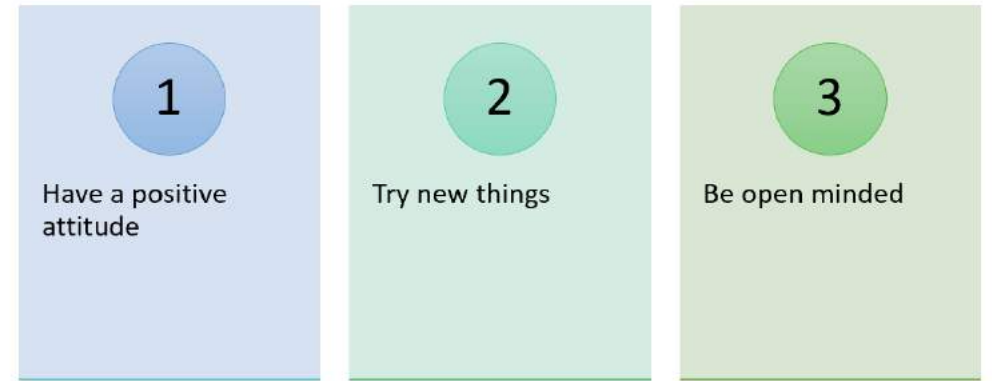 1
Have a positive
attitude
2
Try new things
3
Be open minded